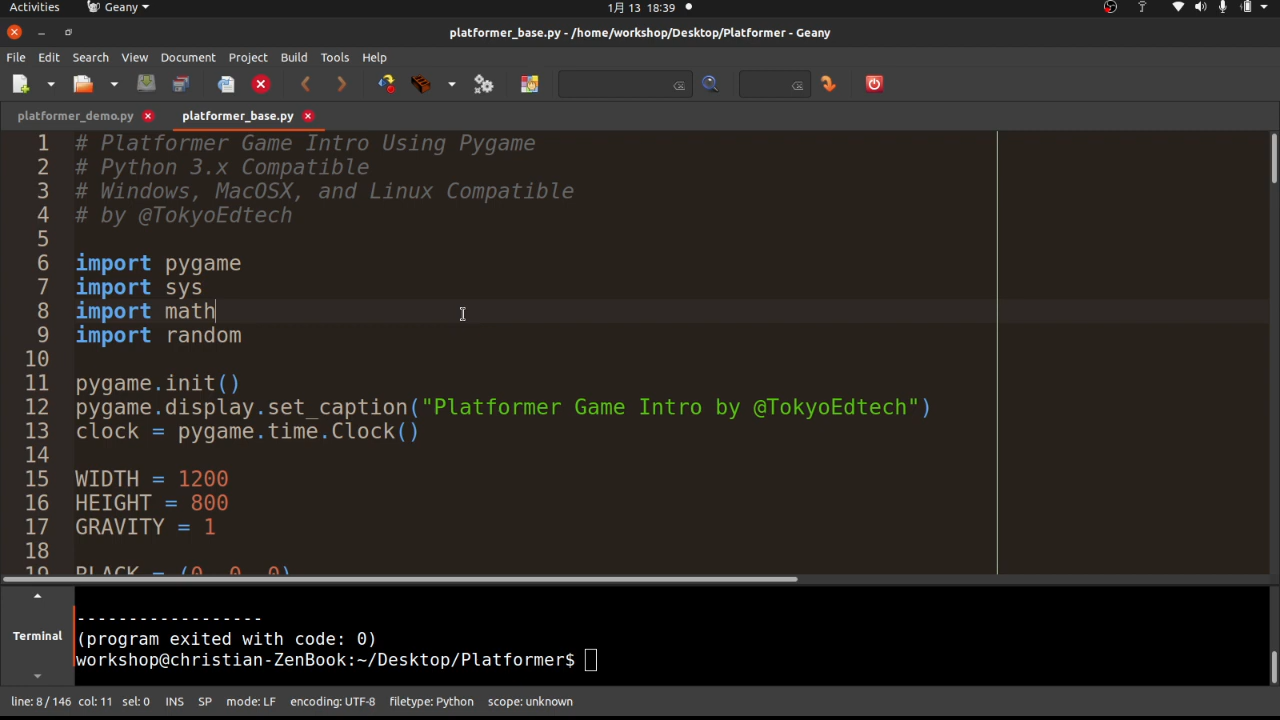 Activities Geany 1月 13 18:39
platformer_base.py - /home/workshop/Desktop/Platformer - Geany
File Edit Search View Document Project Build Tools Help
platformer_demo.py platformer_base.py
1 # Platformer Game Intro Using Pygame
2 # Python 3.x Compatible
3 # Windows, MacOSX, and Linux Compatible
4 # by @TokyoEdtech
5
6 import pygame
7 import sys
8 import math
9 import random
10
11 pygame.init()
12 pygame.display.set_caption("Platformer Game Intro by @TokyoEdtech")
13 clock = pygame.time.Clock()
14
15 WIDTH = 1200
16 HEIGHT = 800
17 GRAVITY = 1
18
19 BLACK = (0, 0, 0)
------------------
Terminal
(program exited with code: 0)
workshop@christian-ZenBook:~/Desktop/Platformer$
line: 8 / 146 col: 11 sel: 0 INS SP mode: LF encoding: UTF-8 filetype: Python scope: unknown